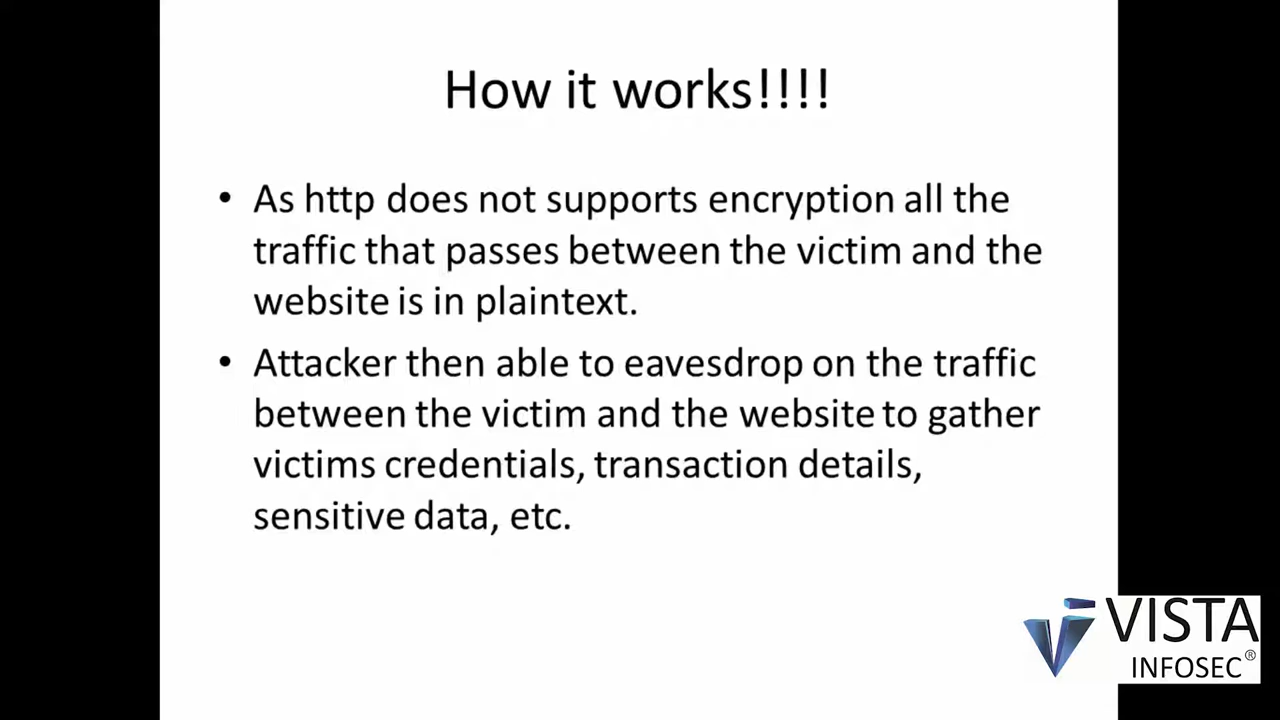 How it works!!!!
• As http does not supports encryption all the
traffic that passes between the victim and the
website is in plaintext.
• Attacker then able to eavesdrop on the traffic
between the victim and the website to gather
victims credentials, transaction details,
sensitive data, etc.
VISTA
INFOSEC®